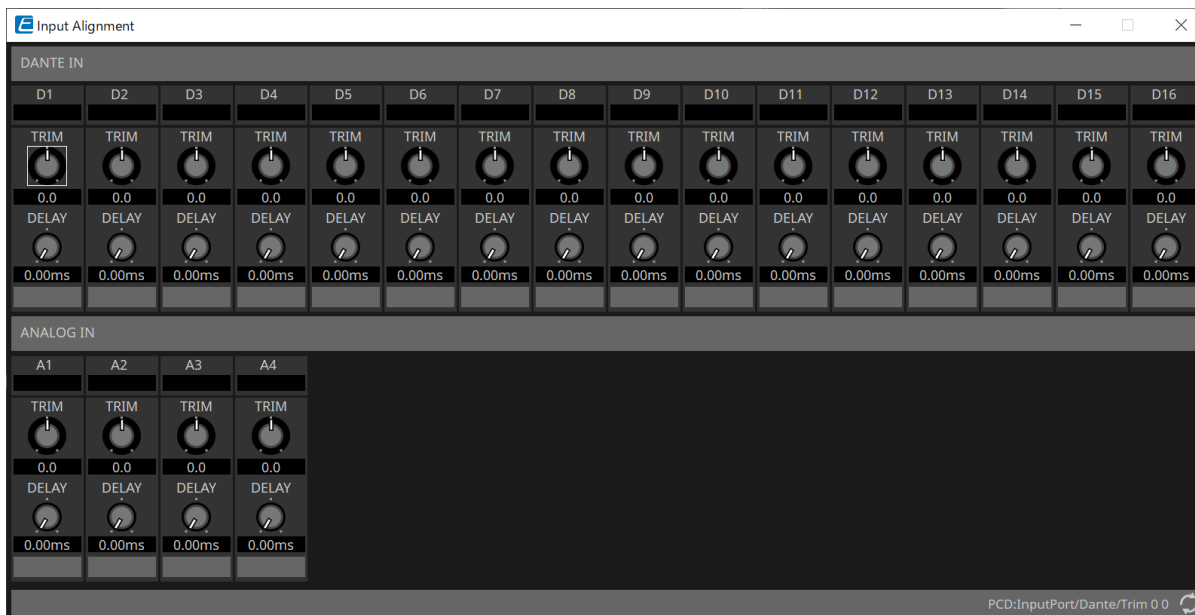 E Input Alignment
DANTE IN
D1 D2 D3 D4 D5 D6 D7 D8 D9 D10 D11 D12 D13 D14 D15 D16
TRIM TRIM TRIM TRIM TRIM TRIM TRIM TRIM TRIM TRIM TRIM TRIM TRIM TRIM TRIM TRIM
0.0 0.0 0.0 0.0 0.0 0.0 0.0 0.0 0.0 0.0 0.0 0.0 0.0 0.0 0.0 0.0
DELAY DELAY DELAY DELAY DELAY DELAY DELAY DELAY DELAY DELAY DELAY DELAY DELAY DELAY DELAY DELAY
0.00ms 0.00ms 0.00ms 0.00ms 0.00ms 0.00ms 0.00ms 0.00ms 0.00ms 0.00ms 0.00ms 0.00ms 0.00ms 0.00ms 0.00ms 0.00ms
ANALOG IN
A1 A2 A3 A4
TRIM TRIM TRIM TRIM
0.0 0.0 0.0 0.0
DELAY DELAY DELAY DELAY
0.00ms 0.00ms 0.00ms 0.00ms
PCD:InputPort/Dante/Trim 0 0